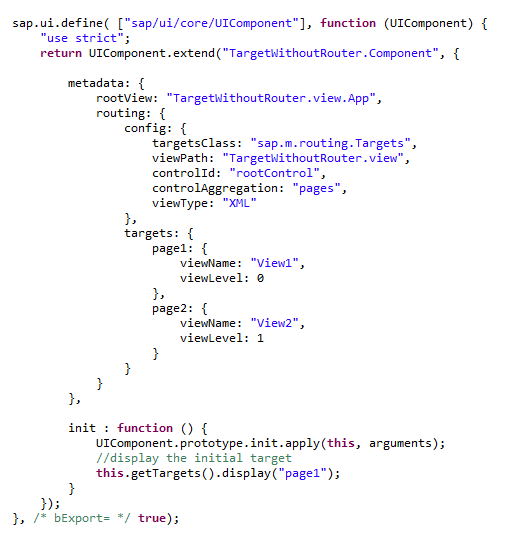 sap.ui.define( ["sap/ui/core/UIComponent"], function (UIComponent) {
    "use strict";
    return UIComponent.extend("TargetWithoutRouter.Component", {

        metadata: {
            rootView: "TargetWithoutRouter.view.App",
            routing: {
                config: {
                    targetsClass: "sap.m.routing.Targets",
                    viewPath: "TargetWithoutRouter.view",
                    controlId: "rootControl",
                    controlAggregation: "pages",
                    viewType: "XML"
                },
                targets: {
                    page1: {
                        viewName: "View1",
                        viewLevel: 0
                    },
                    page2: {
                        viewName: "View2",
                        viewLevel: 1
                    }
                }
            }
        },

        init : function () {
            UIComponent.prototype.init.apply(this, arguments);
            //display the initial target
            this.getTargets().display("page1");
        }
    });
}, /* bExport= */ true);